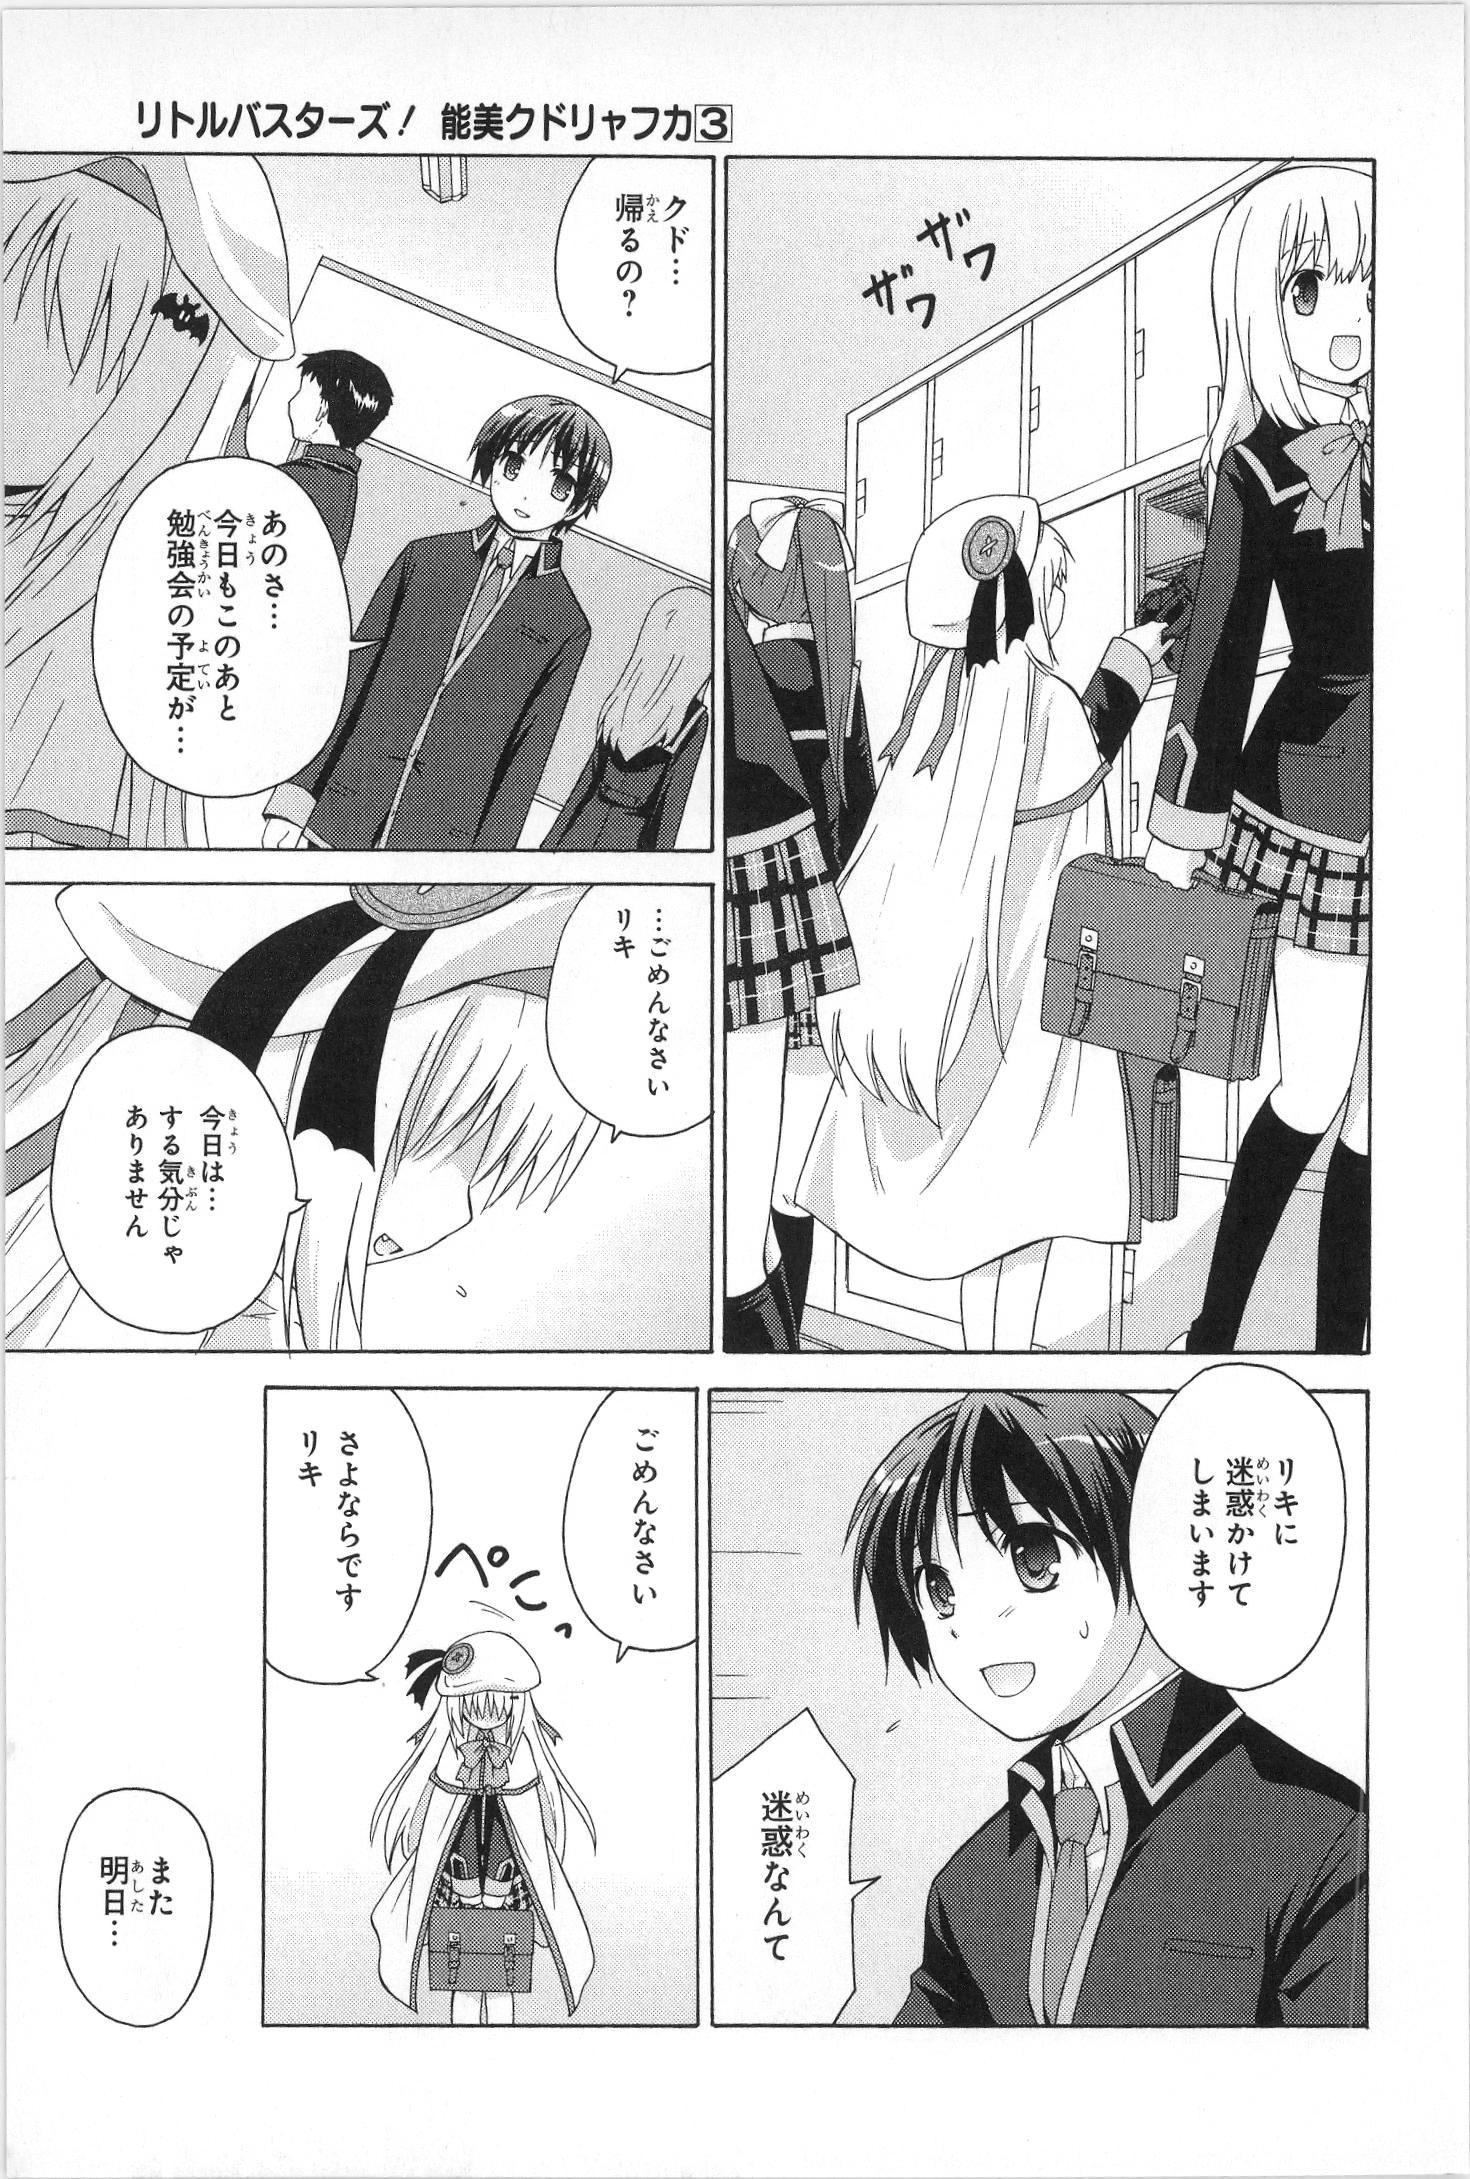 リトルバスターズ! 能美クドリャフカ3
ザワ
ザワ
クド…
帰るの?
あのさ…
今日もこのあと
勉強会の予定が…
…ごめんなさい
リキ
今日は…
する気分じゃ
ありません
リキに
迷惑かけて
しまいます
迷惑なんて
ごめんなさい
ぺこっ
さよならです
リキ
また
明日…